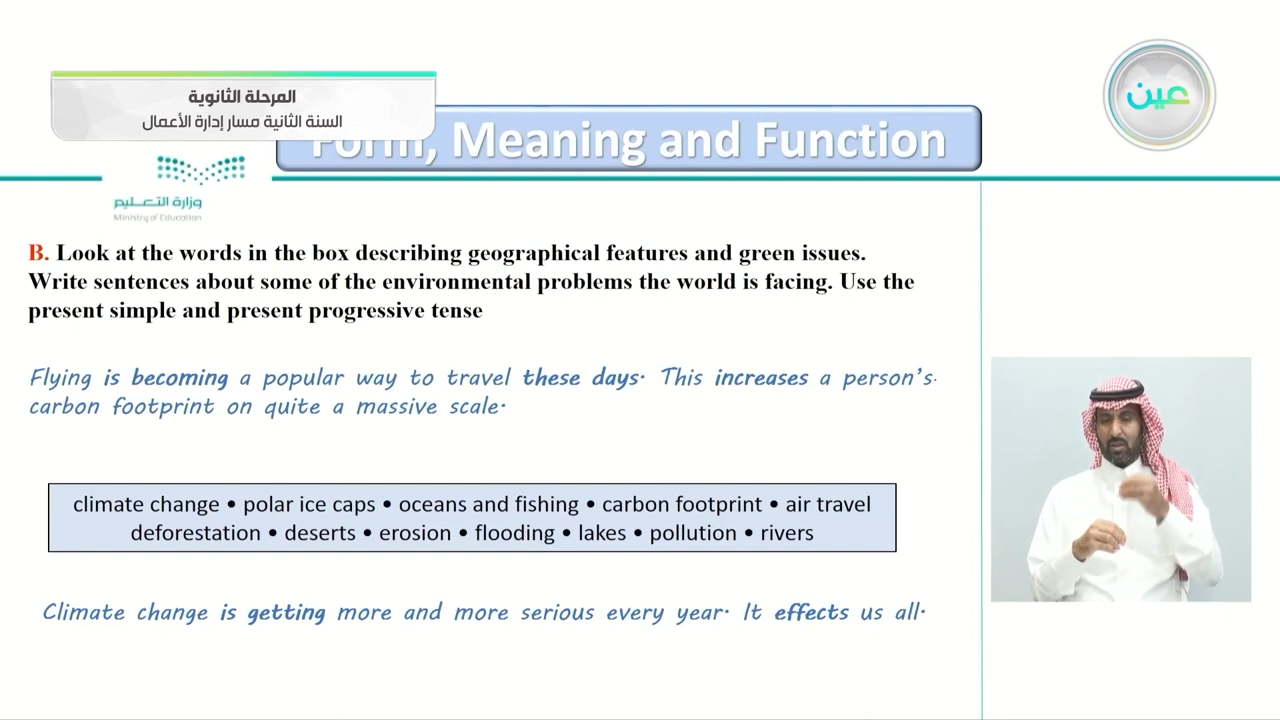 المرحلة الثانوية
السنة الثانية مسار إدارة الأعمال
عين
Form, Meaning and Function
وزارة التعليم
Ministry of Education
B. Look at the words in the box describing geographical features and green issues.
Write sentences about some of the environmental problems the world is facing. Use the
present simple and present progressive tense
Flying is becoming a popular way to travel these days. This increases a person's.
carbon footprint on quite a massive scale.
climate change • polar ice caps • oceans and fishing • carbon footprint • air travel
deforestation • deserts • erosion • flooding • lakes • pollution • rivers
Climate change is getting more and more serious every year. It effects us all.